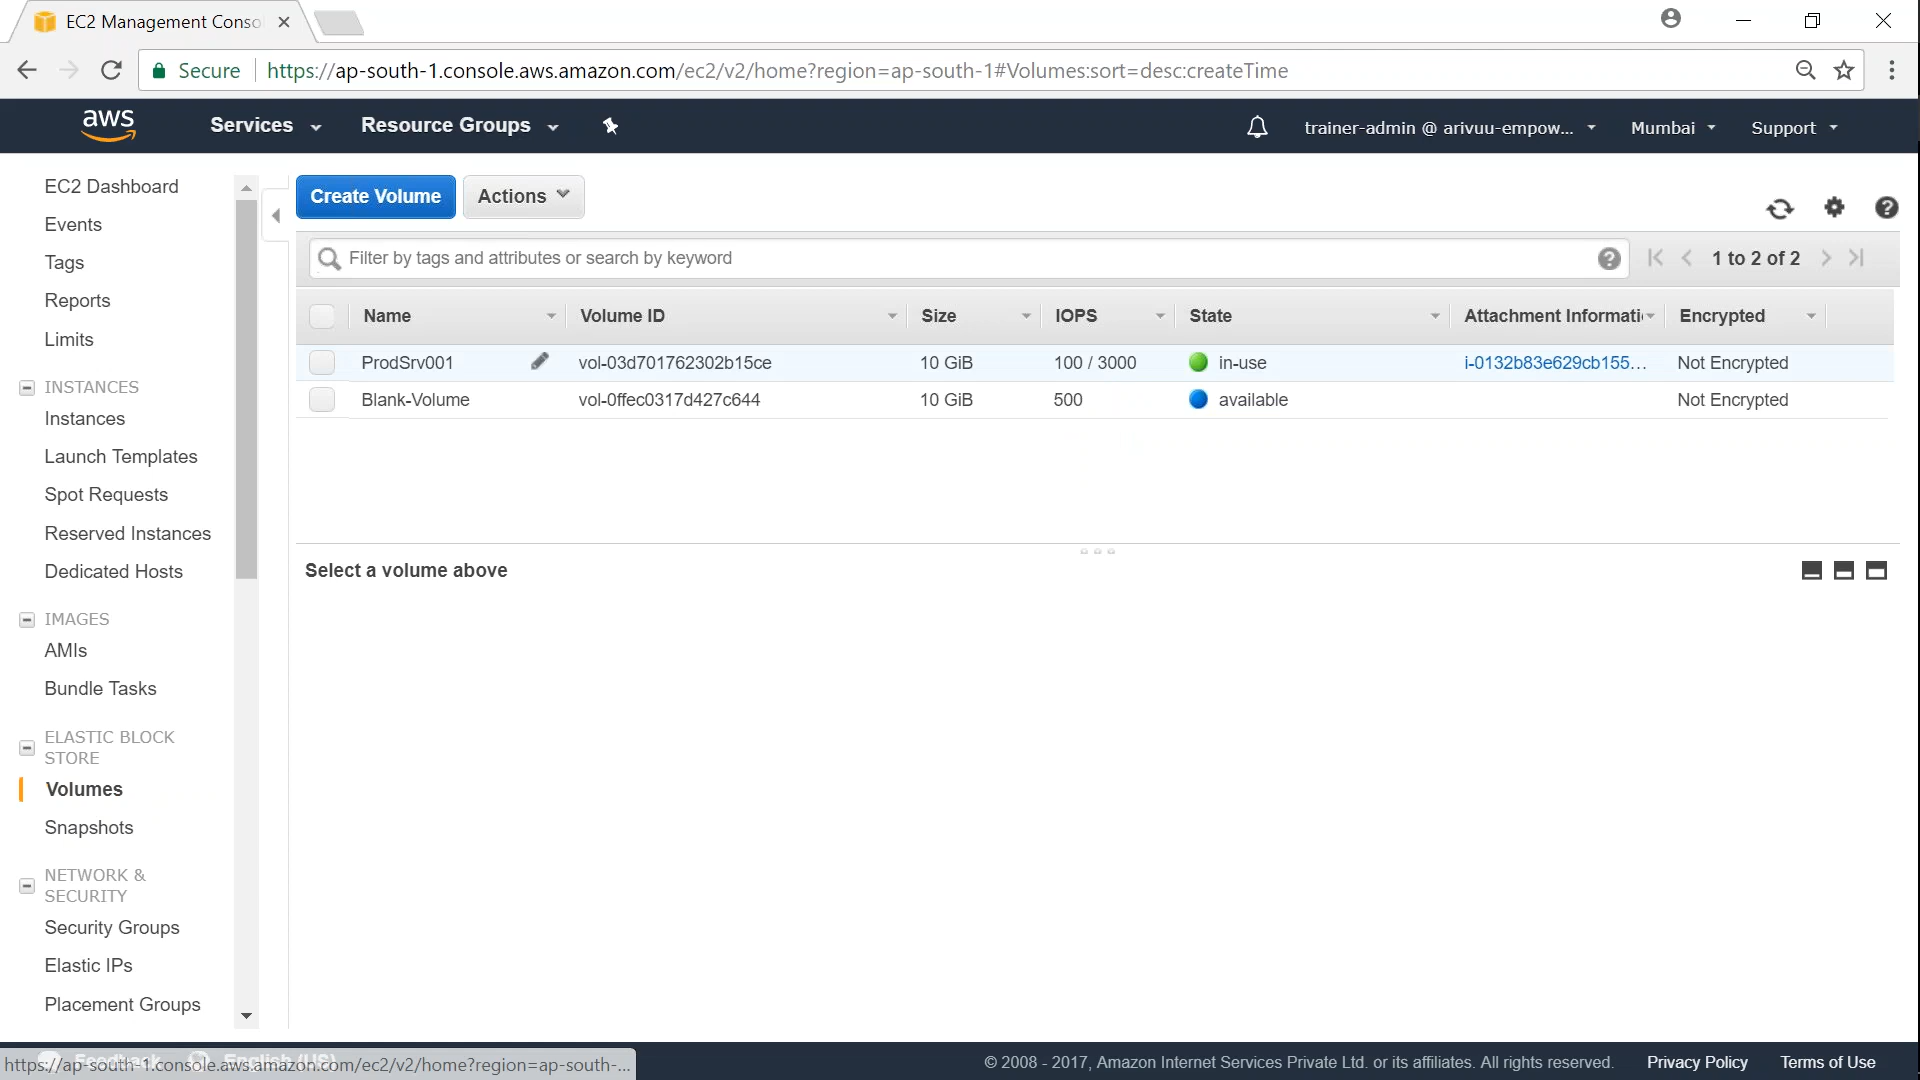 EC2 Management Conso
Secure https://ap-south-1.console.aws.amazon.com/ec2/v2/home?region=ap-south-1#Volumes:sort=desc:createTime
aws Services Resource Groups trainer-admin @ arivuu-empow... Mumbai Support
EC2 Dashboard
Events
Tags
Reports
Limits
INSTANCES
Instances
Launch Templates
Spot Requests
Reserved Instances
Dedicated Hosts
IMAGES
AMIs
Bundle Tasks
ELASTIC BLOCK
STORE
Volumes
Snapshots
NETWORK &
SECURITY
Security Groups
Elastic IPs
Placement Groups
Create Volume Actions
Filter by tags and attributes or search by keyword 1 to 2 of 2
Name Volume ID Size IOPS State Attachment Informati Encrypted
ProdSrv001 vol-03d701762302b15ce 10 GiB 100 / 3000 in-use i-0132b83e629cb155... Not Encrypted
Blank-Volume vol-0ffec0317d427c644 10 GiB 500 available Not Encrypted
Select a volume above
Feedback English (US)
https://ap-south-1.console.aws.amazon.com/ec2/v2/home?region=ap-south-...
© 2008 - 2017, Amazon Internet Services Private Ltd. or its affiliates. All rights reserved. Privacy Policy Terms of Use